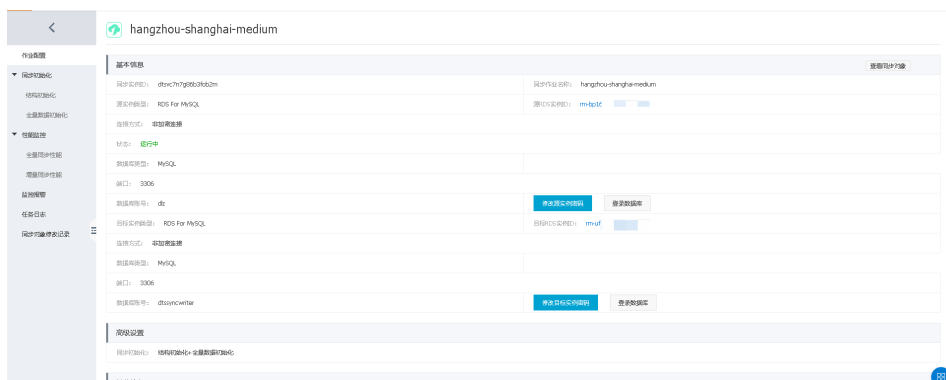 hangzhou-shanghai-medium
作业配置
同步初始化
结构初始化
全量数据初始化
性能监控
全量同步性能
增量同步性能
监控报警
任务日志
同步对象修改记录
基本信息
查看同步对象
同步实例ID:
同步作业名称: hangzhou-shanghai-medium
源实例类型: RDS For MySQL
源RDS实例ID: rm-bp16
连接方式: 非加密连接
状态: 运行中
数据库类型: MySQL
端口: 3306
数据库账号:
修改源实例密码 登录数据库
目标实例类型: RDS For MySQL
目标RDS实例ID: rm-uf
连接方式: 非加密连接
数据库类型: MySQL
端口: 3306
数据库账号: dtssyncwriter
修改目标实例密码 登录数据库
高级设置
同步初始化: 结构初始化+全量数据初始化